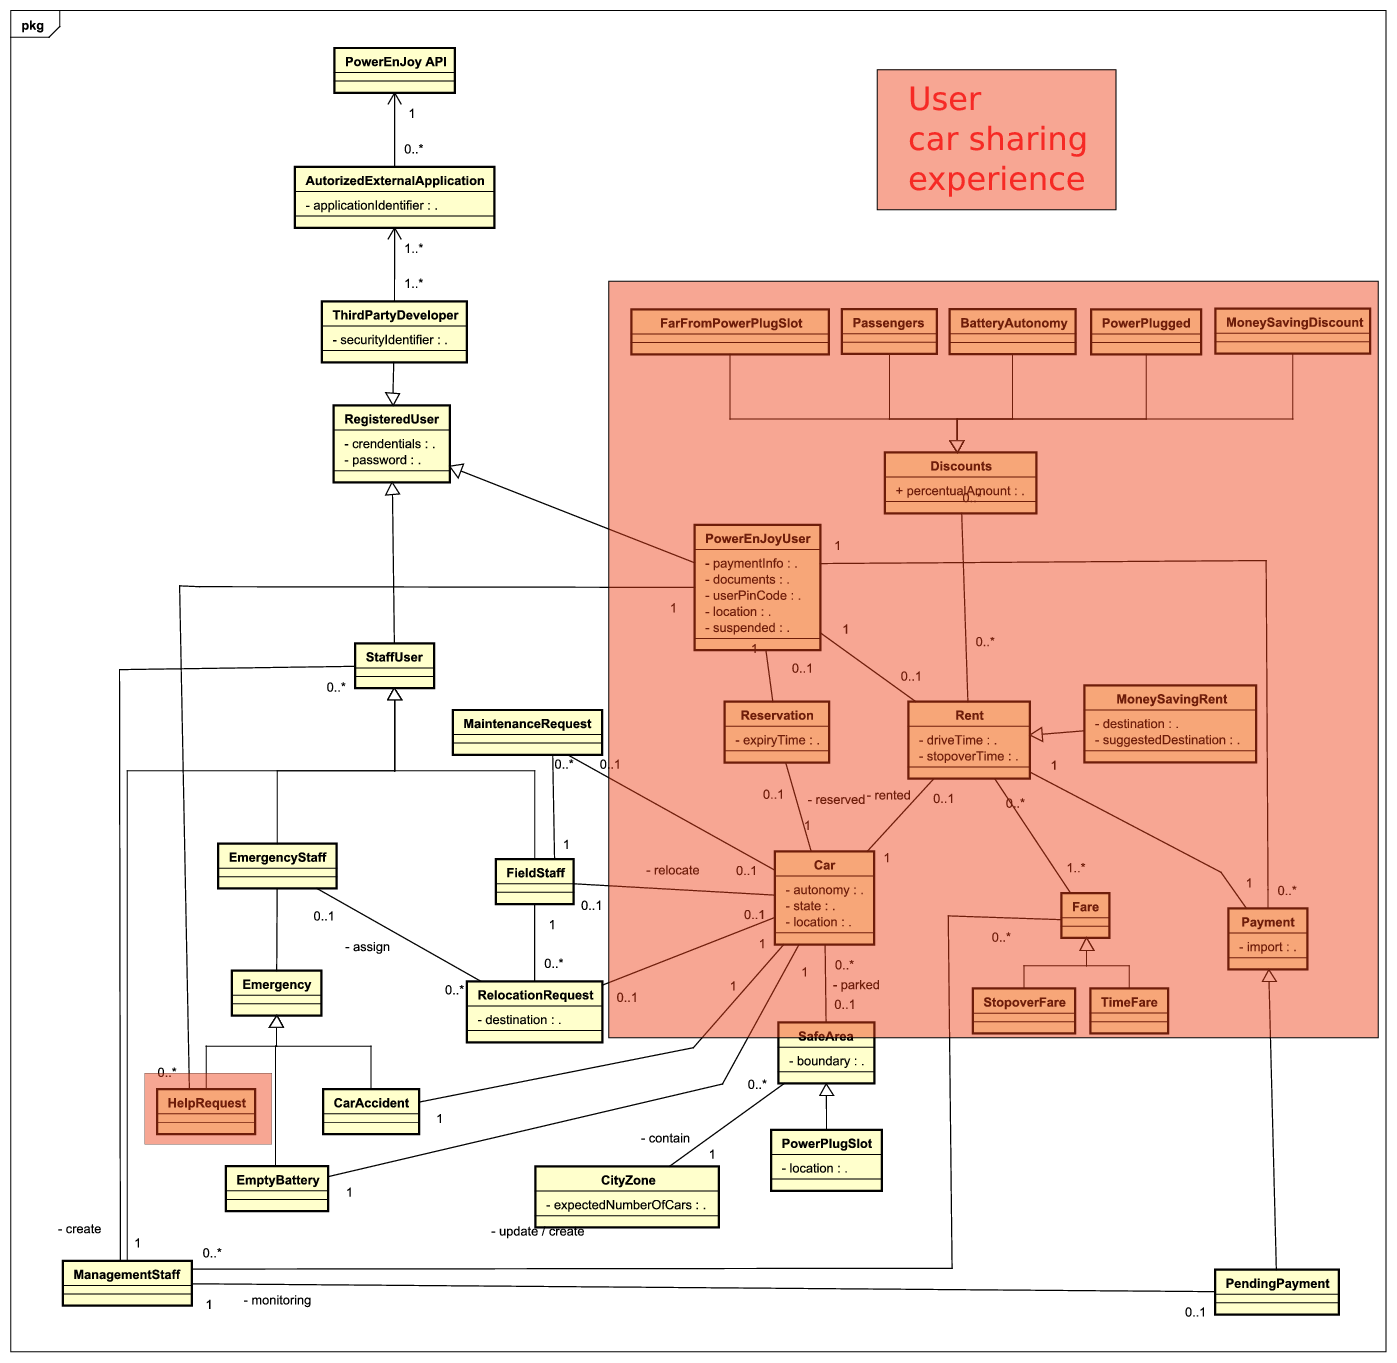 pkg
PowerEnJoy API
1
0..*
AutorizedExternalApplication
- applicationIdentifier : .
1..*
1..*
ThirdPartyDeveloper
- securityIdentifier : .
RegisteredUser
- crendentials : .
- password : .
User
car sharing
experience
FarFromPowerPlugSlot
Passengers
BatteryAutonomy
PowerPlugged
MoneySavingDiscount
Discounts
+ percentualAmount : .
0..*
PowerEnJoyUser
- paymentInfo : .
- documents : .
- userPinCode : .
- location : .
- suspended : .
1
1
1
1
0..1
0..1
0..*
StaffUser
0..*
MaintenanceRequest
0..*
0..1
Reservation
- expiryTime : .
0..1
- reserved
1
Rent
- driveTime : .
- stopoverTime : .
- rented
0..1
0..*
1
1
MoneySavingRent
- destination : .
- suggestedDestination : .
EmergencyStaff
0..1
- assign
0..*
FieldStaff
1
0..1
1
0..*
- relocate
0..1
0..1
Car
- autonomy : .
- state : .
- location : .
1
1
1
0..*
- parked
0..1
1..*
Fare
0..*
1
0..*
Payment
- import : .
StopoverFare
TimeFare
Emergency
RelocationRequest
- destination : .
0..1
SafeArea
- boundary : .
0..*
0..*
HelpRequest
CarAccident
1
EmptyBattery
1
- contain
1
PowerPlugSlot
- location : .
CityZone
- expectedNumberOfCars : .
- update / create
- create
1
0..*
ManagementStaff
1
- monitoring
0..1
PendingPayment